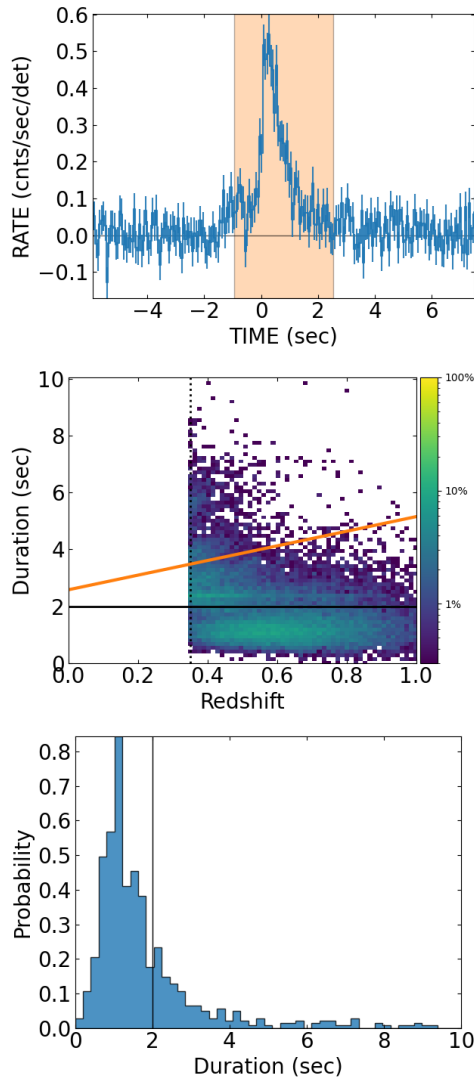 0.6
0.5
0.4
0.3
0.2
0.1
0.0
−0.1
RATE (cnts/sec/det)
−4 −2 0 2 4 6
TIME (sec)
10
8
6
4
2
0
Duration (sec)
100%
10%
1%
0.0 0.2 0.4 0.6 0.8 1.0
Redshift
0.8
0.7
0.6
0.5
0.4
0.3
0.2
0.1
0.0
Probability
0 2 4 6 8 10
Duration (sec)